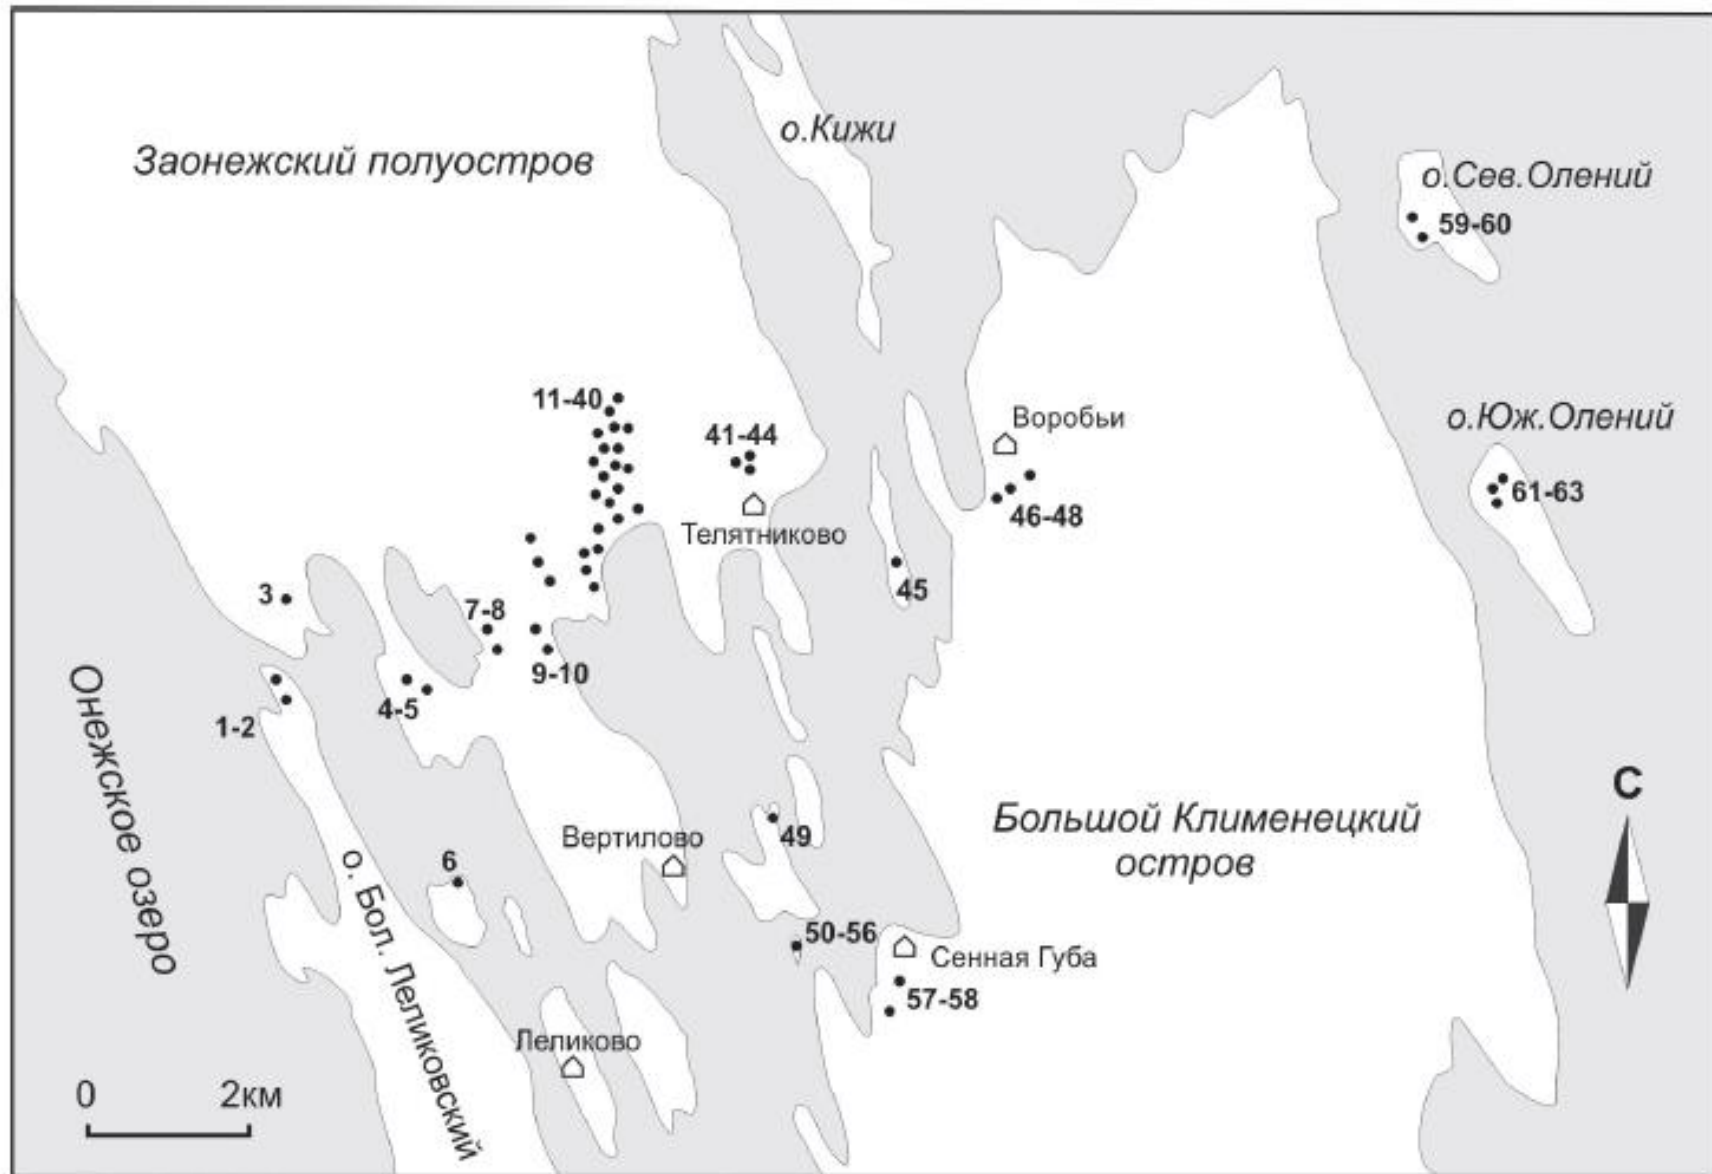 о.Кижи
Заонежский полуостров
о.Сев.Олений
59-60
11-40
41-44
Воробьи
о.Юж.Олений
61-63
46-48
Телятниково
45
3
7-8
9-10
4-5
1-2
Онежское озеро
49
Большой Клименецкий
остров
С
Вертилово
6
о. Бол. Леликовский
50-56
Сенная Губа
57-58
Леликово
0 2км